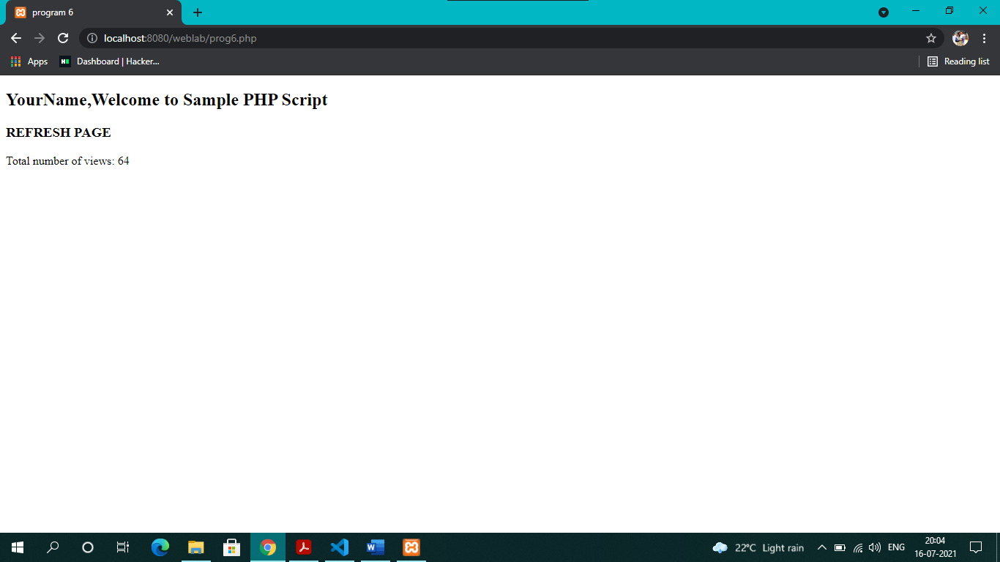 program 6
localhost:8080/weblab/prog6.php
Apps
Dashboard | Hacker...
Reading list
YourName,Welcome to Sample PHP Script
REFRESH PAGE
Total number of views: 64
22°C Light rain
ENG
20:04
16-07-2021